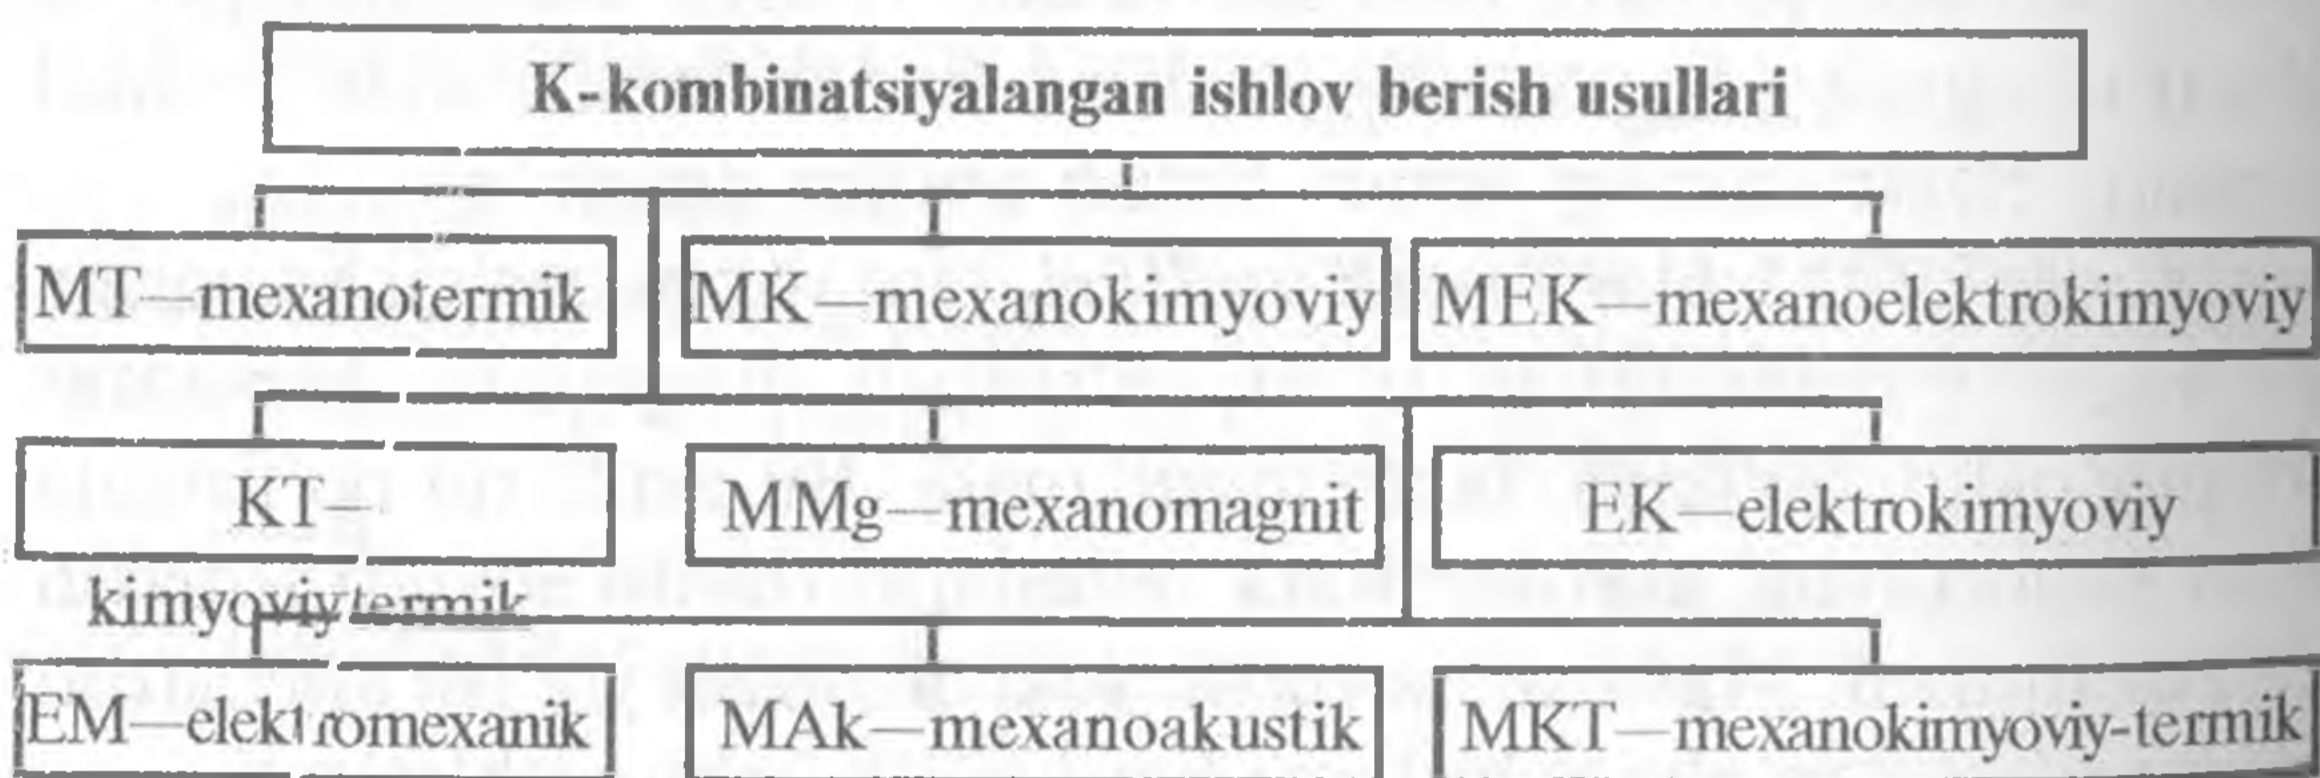 K-kombinatsiyalangan ishlov berish usullari
MT—mexanotermik
MK—mexanokimyoviy
MEK—mexanoelektrokimyoviy
KT–
kimyoviy termik
MMg—mexanomagnit
EK—elektrokimyoviy
EM—elektromexanik
MAk—mexanoakustik
MKT—mexanokimyoviy-termik